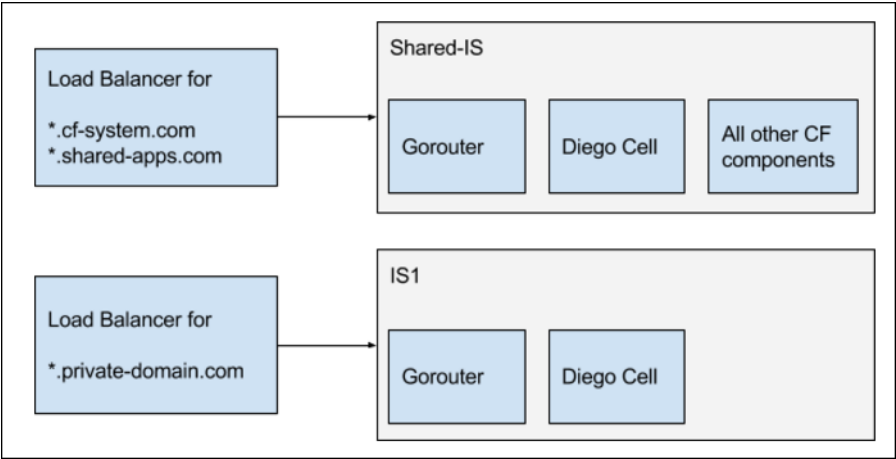 Load Balancer for
*.cf-system.com
*.shared-apps.com
Shared-IS
Gorouter
Diego Cell
All other CF
components
Load Balancer for
*.private-domain.com
IS1
Gorouter
Diego Cell